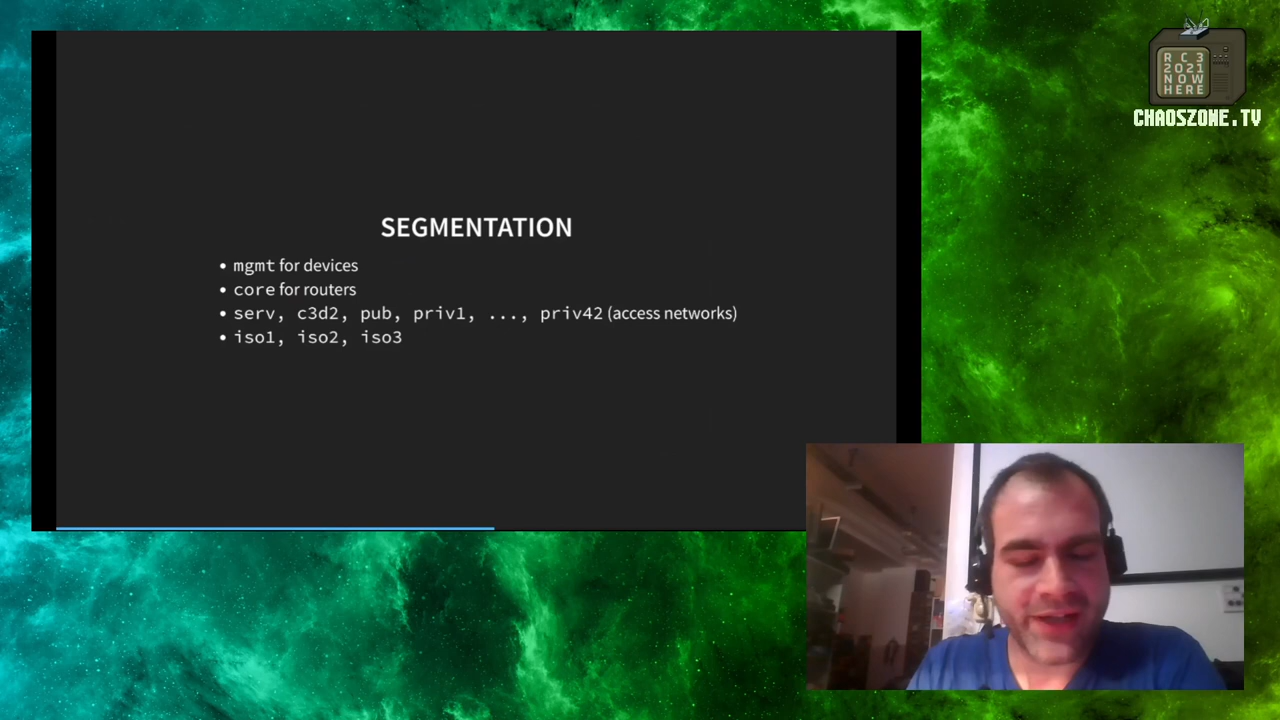 SEGMENTATION
• mgmt for devices
• core for routers
• serv, c3d2, pub, priv1, ..., priv42 (access networks)
• iso1, iso2, iso3
RC3
2021
NOW
HERE
CHAOSZONE.TV